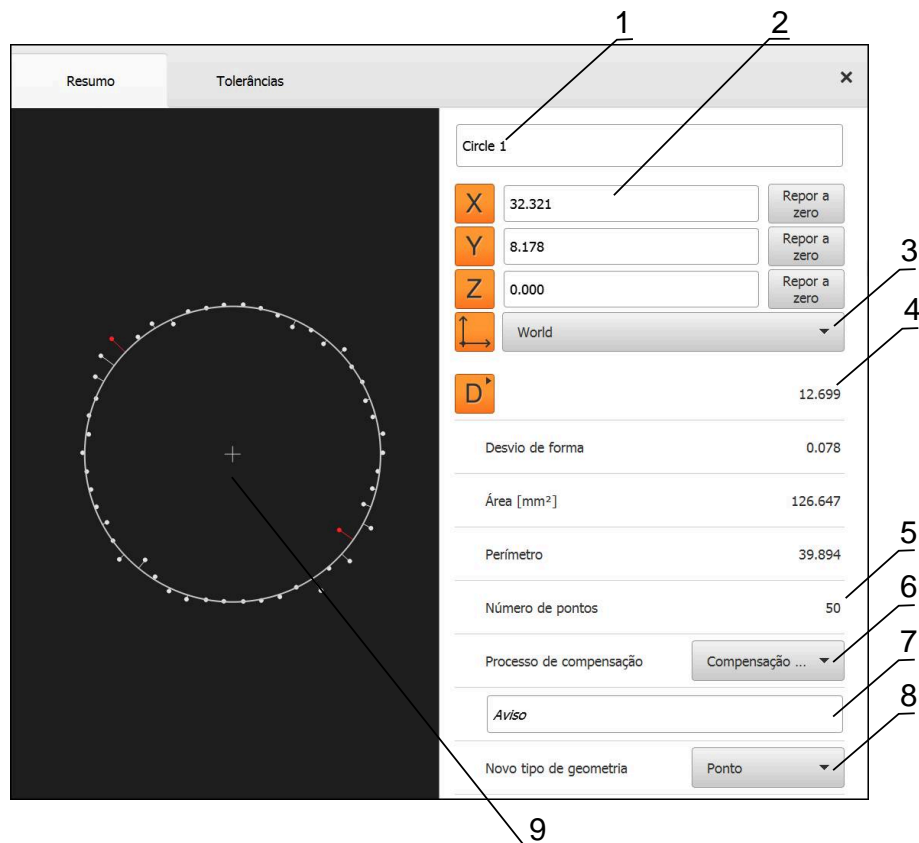 1
2
Resumo
Tolerâncias
×
Circle 1
X
32.321
Repor a
zero
Y
8.178
Repor a
zero
3
Z
0.000
Repor a
zero
4
World
D
12.699
Desvio de forma
0.078
Área [mm²]
126.647
5
Perímetro
39.894
6
Número de pontos
50
7
Processo de compensação
Compensação ...
8
Aviso
Novo tipo de geometria
Ponto
9